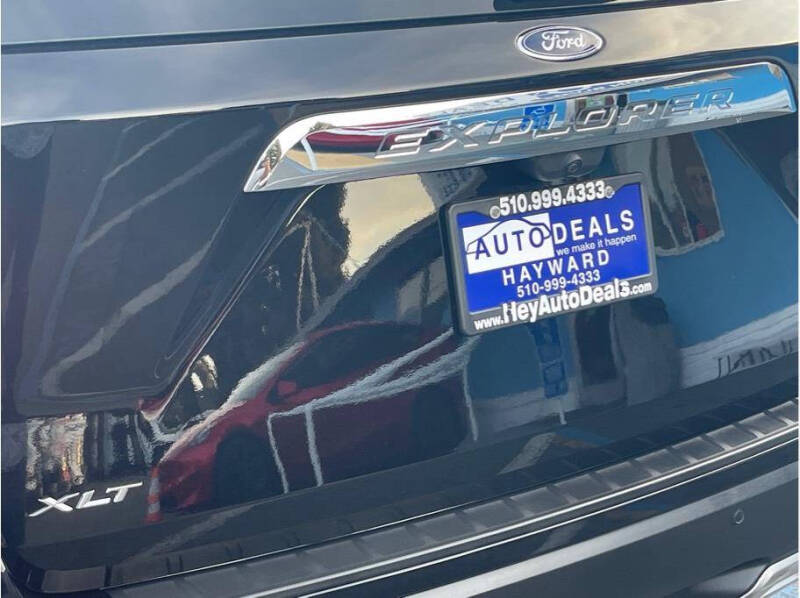 Ford
EXPLORER
510.999.4333
AUTO DEALS
we make it happen
HAYWARD
510-999-4333
www.HeyAutoDeals.com
XLT